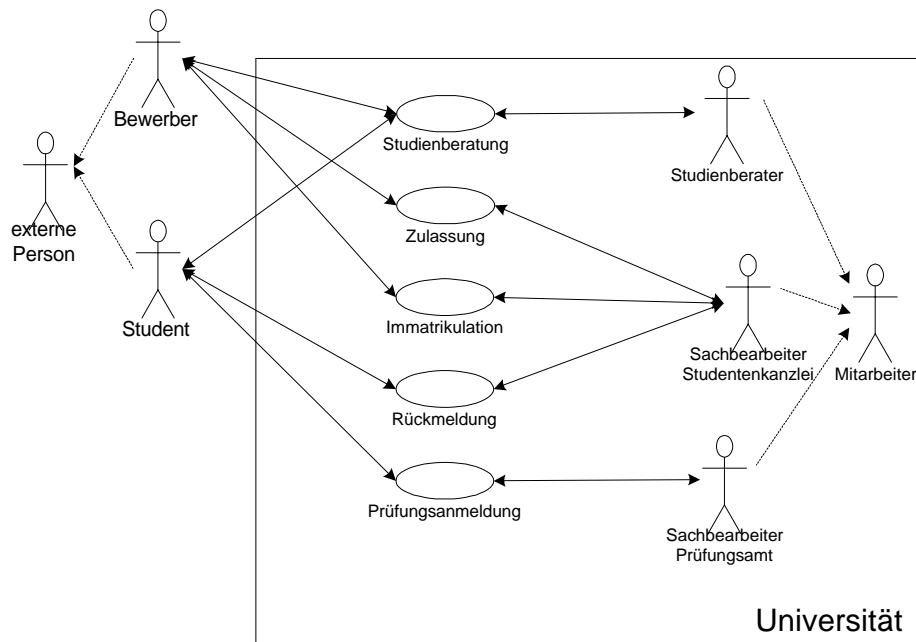 Bewerber
Studienberatung
Studienberater
externe
Person
Zulassung
Student
Immatrikulation
Sachbearbeiter
Studentenkanzlei
Mitarbeiter
Rückmeldung
Prüfungsanmeldung
Sachbearbeiter
Prüfungsamt
Universität